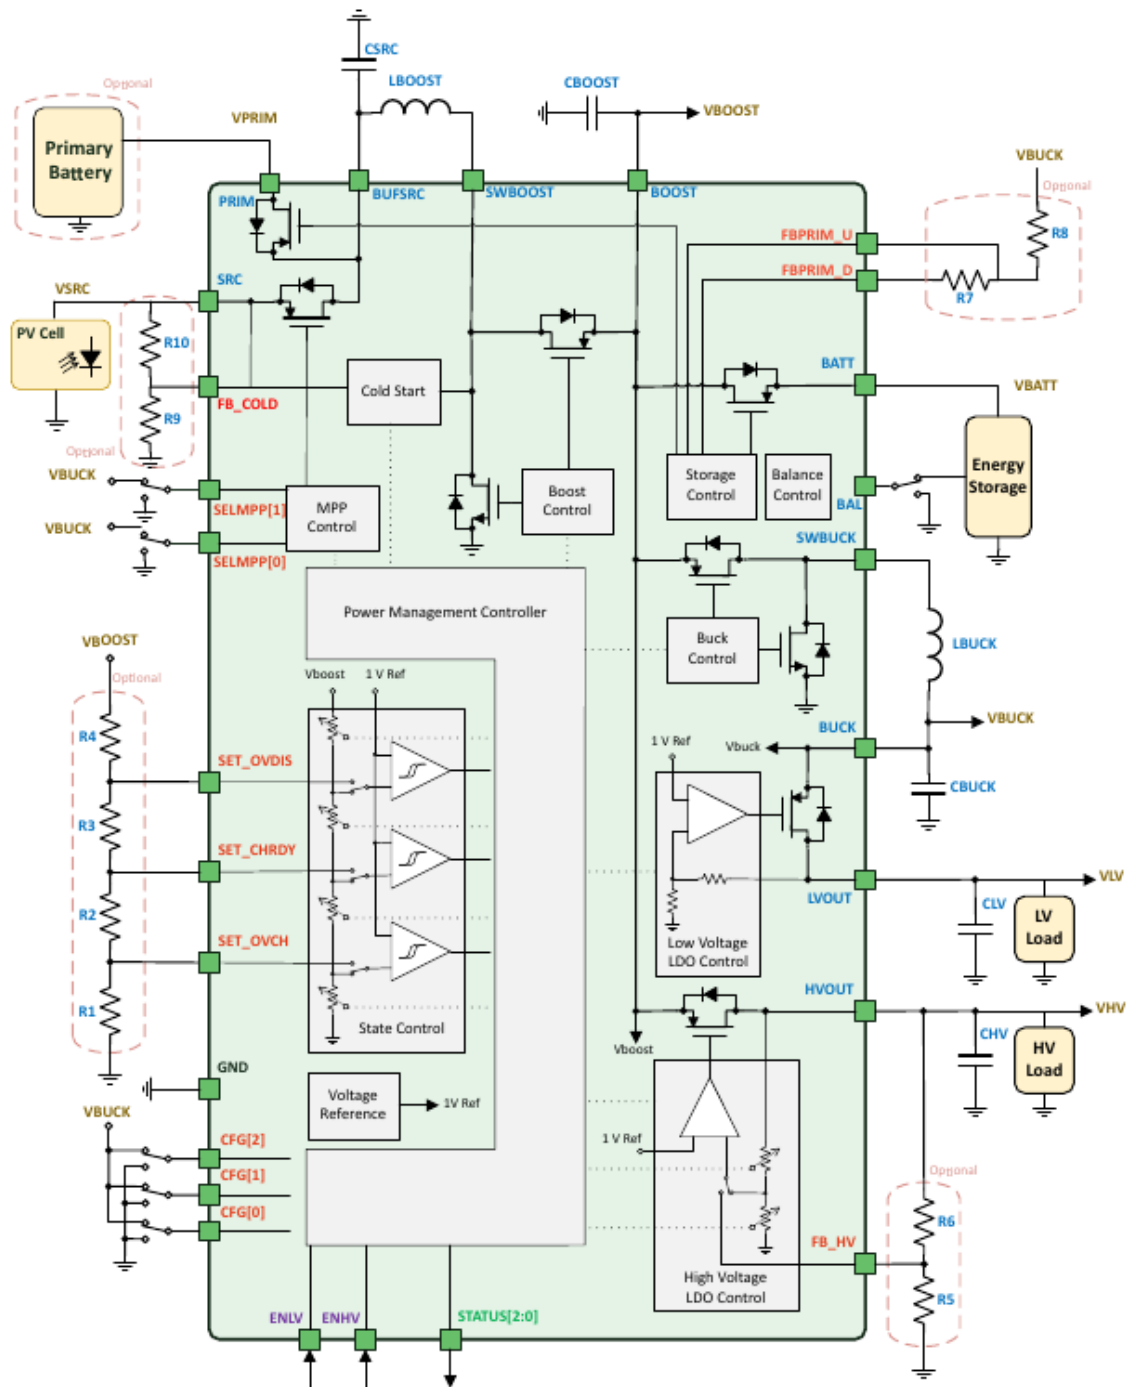 CSRC
LBOOST
CBOOST
VBOOST
Optional
VPRIM
Primary
Battery
VBUCK
Optional
PRIM
BUFSRC
SWBOOST
BOOST
FBPRIM_U
R8
FBPRIM_D
R7
SRC
VSRC
PV Cell
R10
R9
Optional
FB_COLD
Cold Start
BATT
VBATT
Energy
Storage
VBUCK
SELMPP[1]
MPP
Control
VBUCK
SELMPP[0]
Boost
Control
Storage
Control
Balance
Control
BAL
SWBUCK
Power Management Controller
Buck
Control
LBUCK
VBOOST
Optional
Vboost
1 V Ref
BUCK
VBUCK
1 V Ref
Vbuck
CBUCK
R4
SET_OVDIS
R3
SET_CHRDY
R2
SET_OVCH
R1
State Control
LVOUT
VLV
CLV
LV
Load
Low Voltage
LDO Control
HVOUT
VHV
CHV
HV
Load
Vboost
GND
Voltage
Reference
1V Ref
VBUCK
CFG[2]
CFG[1]
CFG[0]
1 V Ref
Optional
R6
FB_HV
R5
High Voltage
LDO Control
ENLV
ENHV
STATUS[2:0]